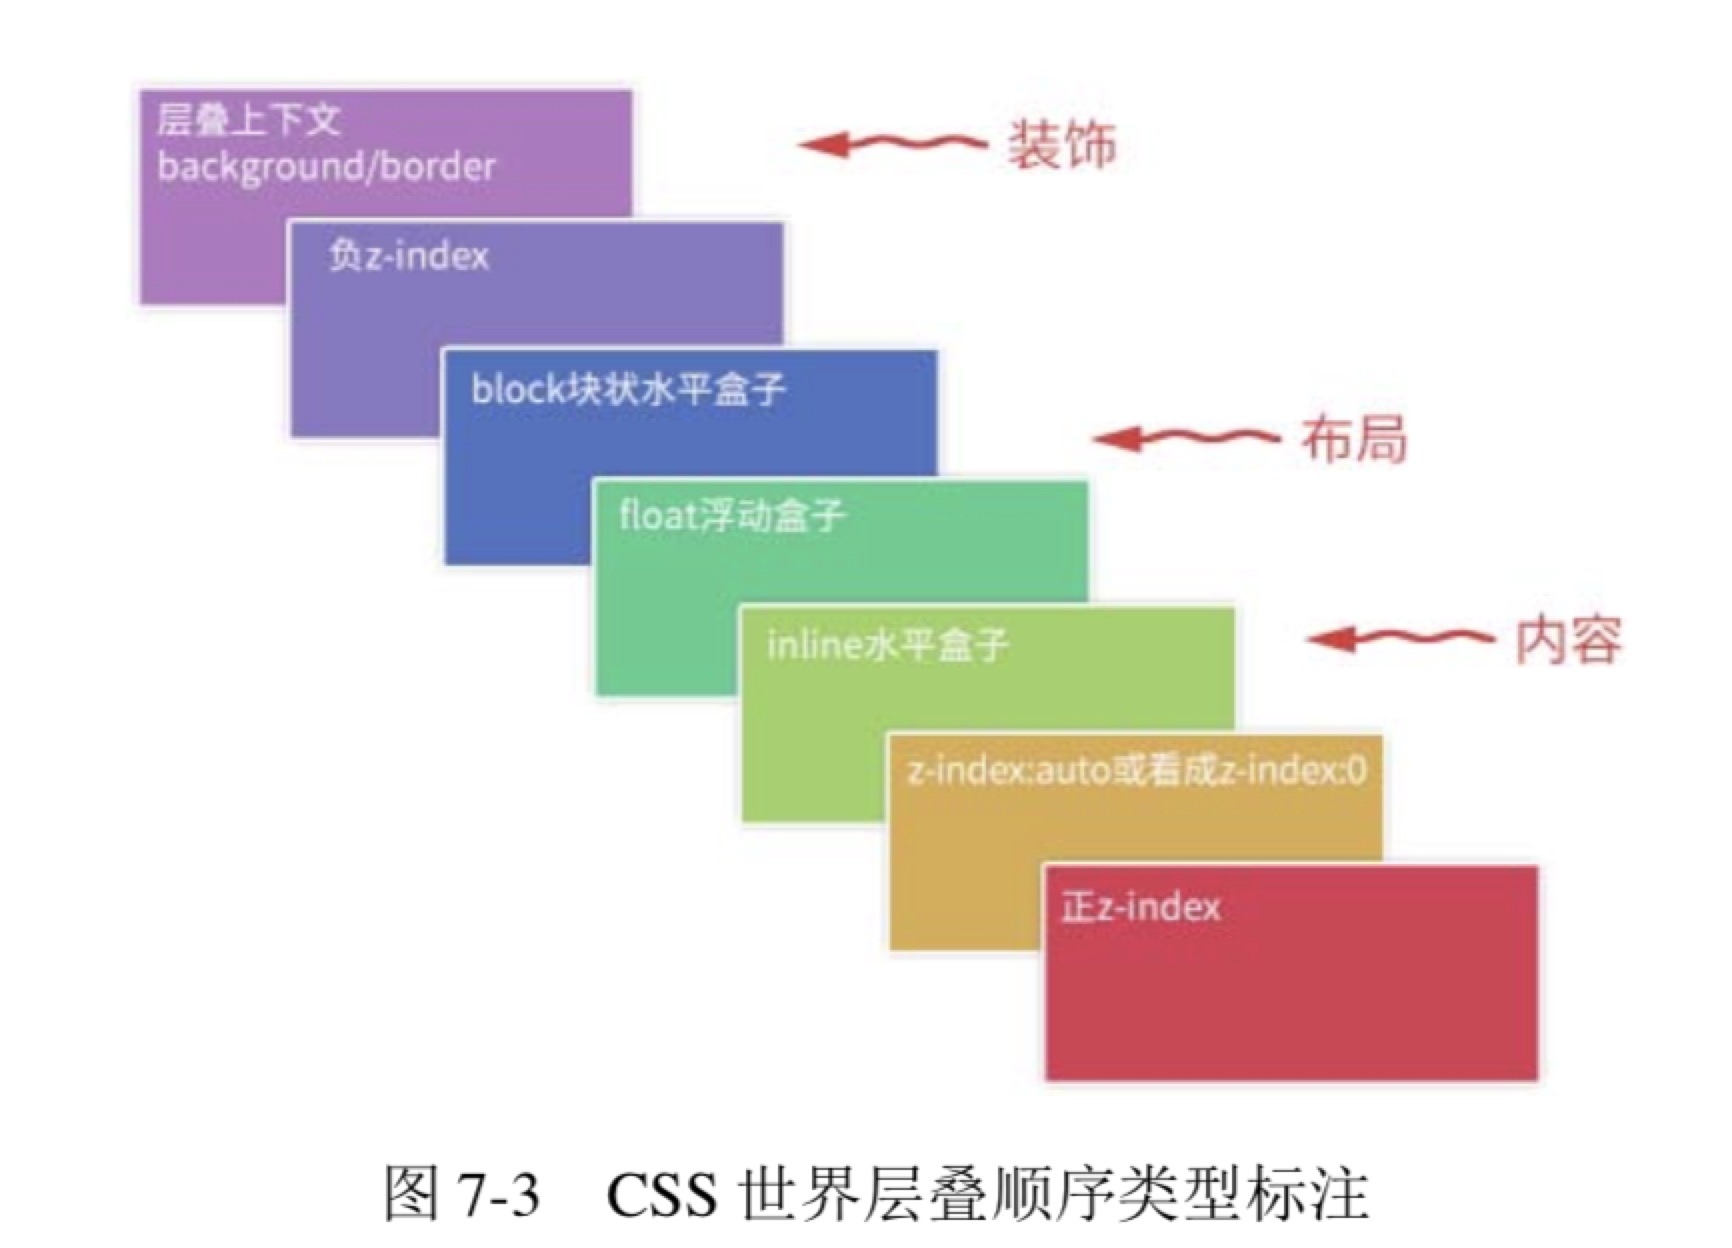 层叠上下文
background/border
装饰
负z-index
block块状水平盒子
布局
float浮动盒子
inline水平盒子
内容
z-index:auto或看成z-index:0
正z-index
图 7-3 CSS 世界层叠顺序类型标注